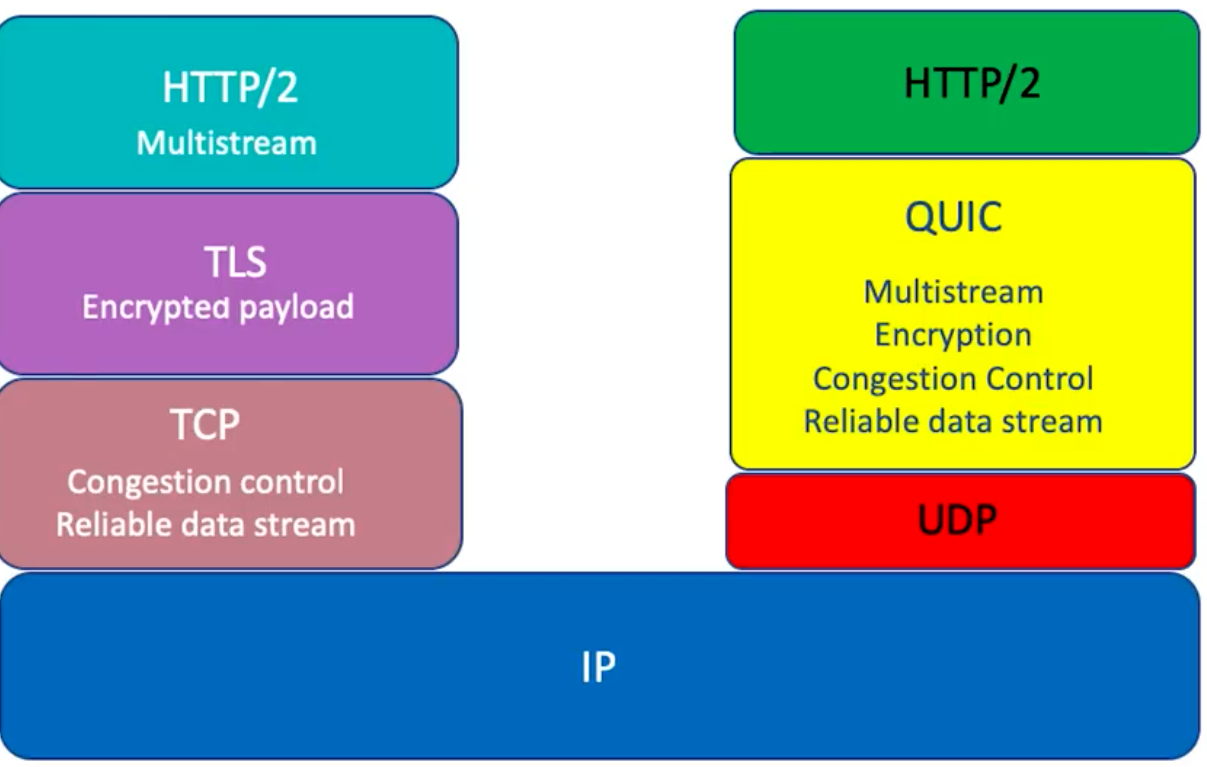 HTTP/2
Multistream
TLS
Encrypted payload
TCP
Congestion control
Reliable data stream
HTTP/2
QUIC
Multistream
Encryption
Congestion Control
Reliable data stream
UDP
IP